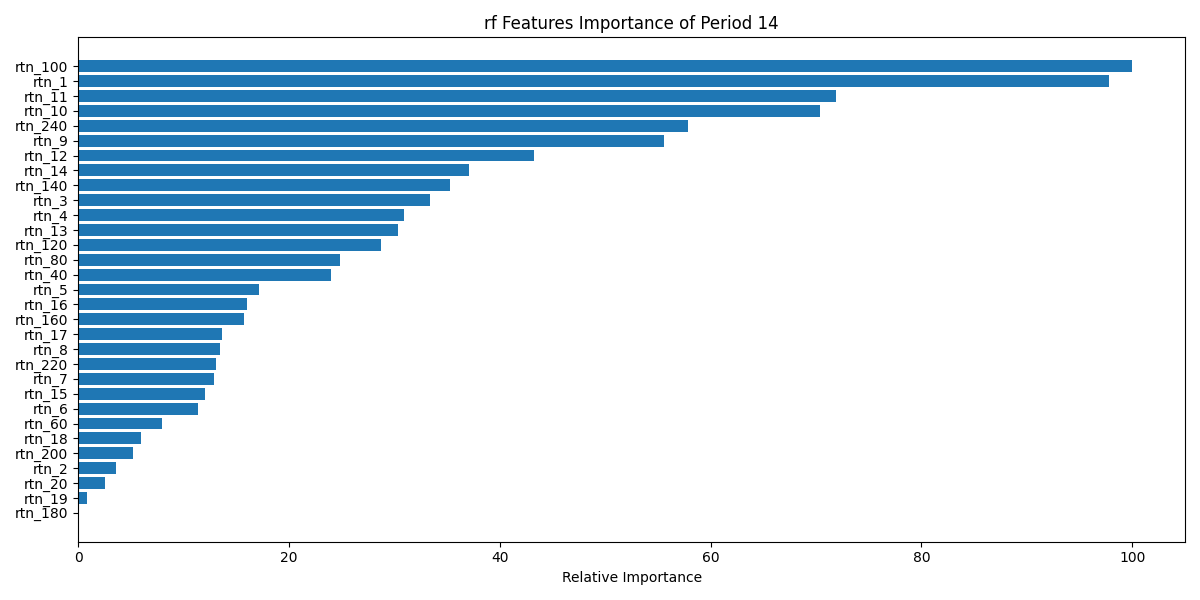 rf Features Importance of Period 14
rtn_100
rtn_1
rtn_11
rtn_10
rtn_240
rtn_9
rtn_12
rtn_14
rtn_140
rtn_3
rtn_4
rtn_13
rtn_120
rtn_80
rtn_40
rtn_5
rtn_16
rtn_160
rtn_17
rtn_8
rtn_220
rtn_7
rtn_15
rtn_6
rtn_60
rtn_18
rtn_200
rtn_2
rtn_20
rtn_19
rtn_180
0 20 40 60 80 100
Relative Importance